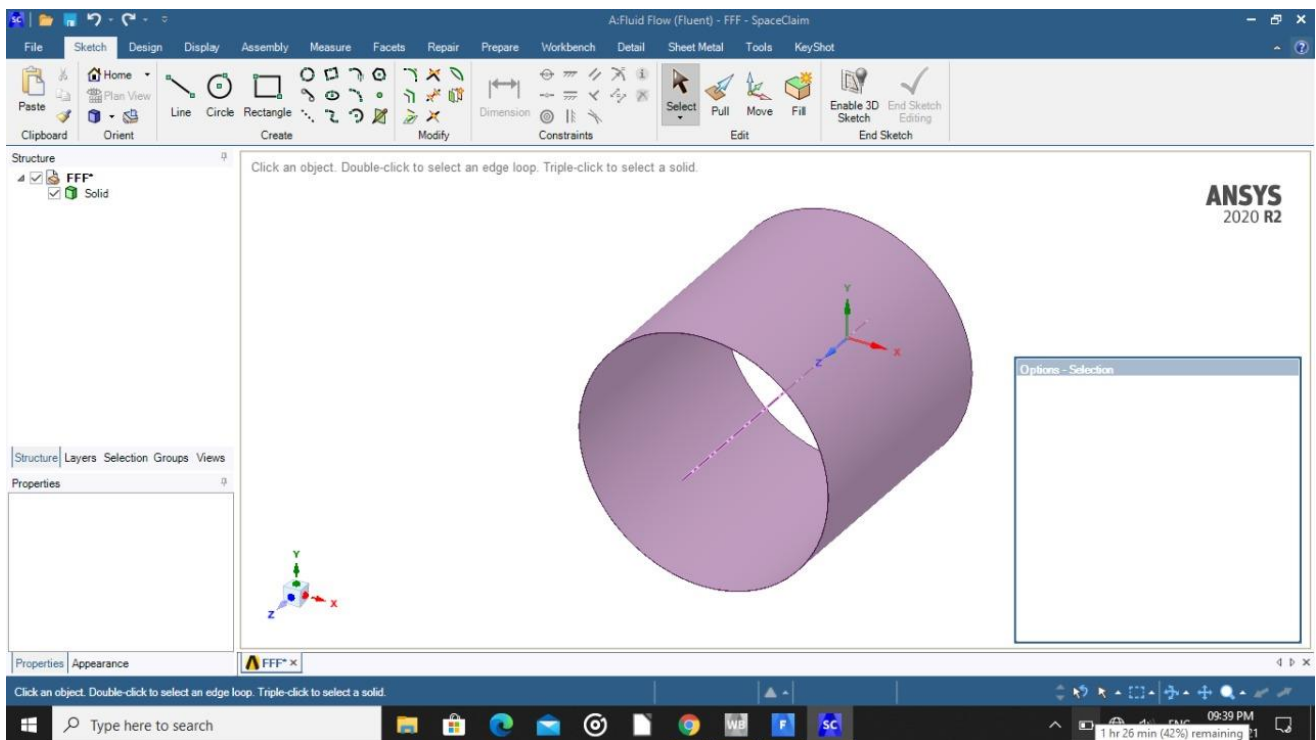 A:Fluid Flow (Fluent) - FFF - SpaceClaim
File Sketch Design Display Assembly Measure Facets Repair Prepare Workbench Detail Sheet Metal Tools KeyShot
Paste
Clipboard
Home
Plan View
Orient
Line Circle Rectangle
Create
Modify
Dimension
Constraints
Select Pull Move Fill
Edit
Enable 3D Sketch
End Sketch Editing
End Sketch
Structure
FFF*
Solid
Structure Layers Selection Groups Views
Properties
Properties Appearance
Click an object. Double-click to select an edge loop. Triple-click to select a solid.
ANSYS
2020 R2
Y
X
Z
Y
X
Z
Options - Selection
FFF*
Click an object. Double-click to select an edge loop. Triple-click to select a solid.
Type here to search
WB
F
SC
09:39 PM
1 hr 26 min (42%) remaining